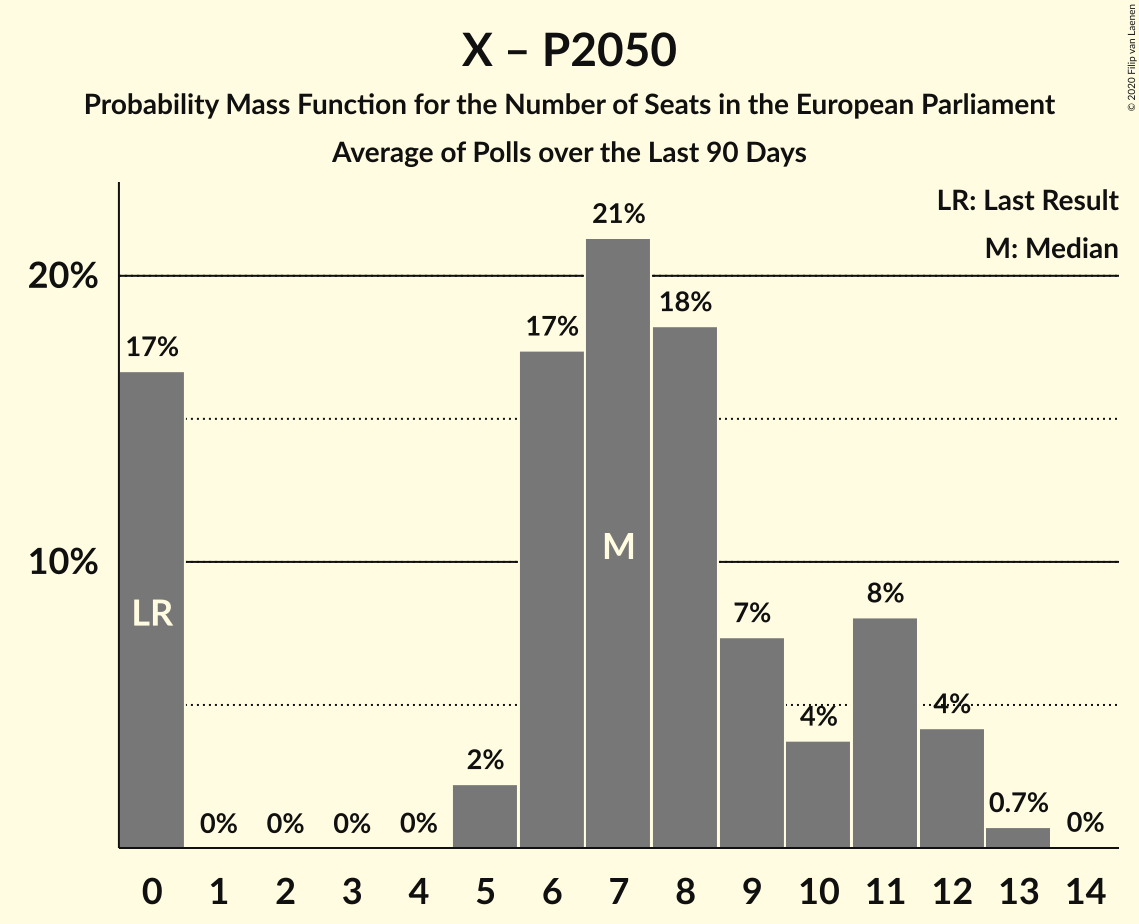 X – P2050
Probability Mass Function for the Number of Seats in the European Parliament
Average of Polls over the Last 90 Days
© 2020 Filip van Laenen
LR: Last Result
M: Median
20%
10%
17%
0%
0%
0%
0%
2%
17%
21%
18%
7%
4%
8%
4%
0.7%
0%
LR
M
0 1 2 3 4 5 6 7 8 9 10 11 12 13 14